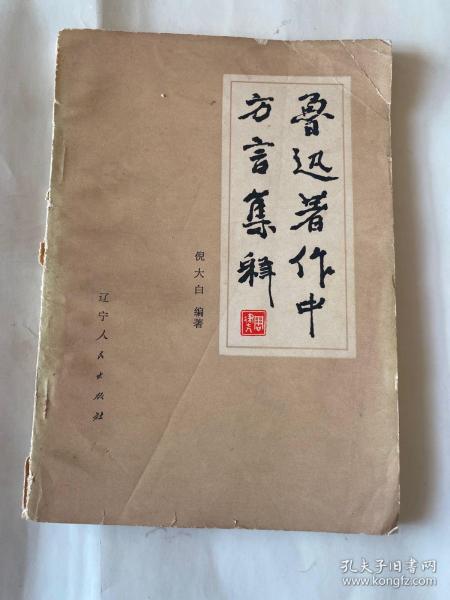 鲁迅著作中
方言集释
倪大白 编著
辽宁人民出版社
孔夫子旧书网
www.kongfz.com